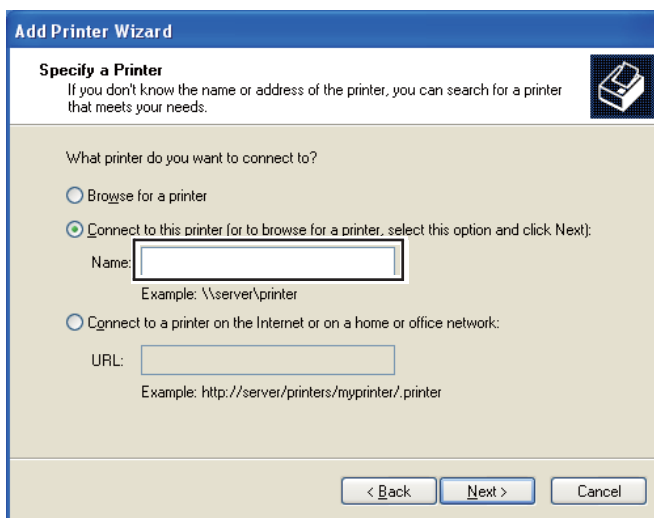 Add Printer Wizard
Specify a Printer
If you don't know the name or address of the printer, you can search for a printer
that meets your needs.
What printer do you want to connect to?
Browse for a printer
Connect to this printer (or to browse for a printer, select this option and click Next):
Name:
Example: \\server\printer
Connect to a printer on the Internet or on a home or office network:
URL:
Example: http://server/printers/myprinter/.printer
< Back Next > Cancel